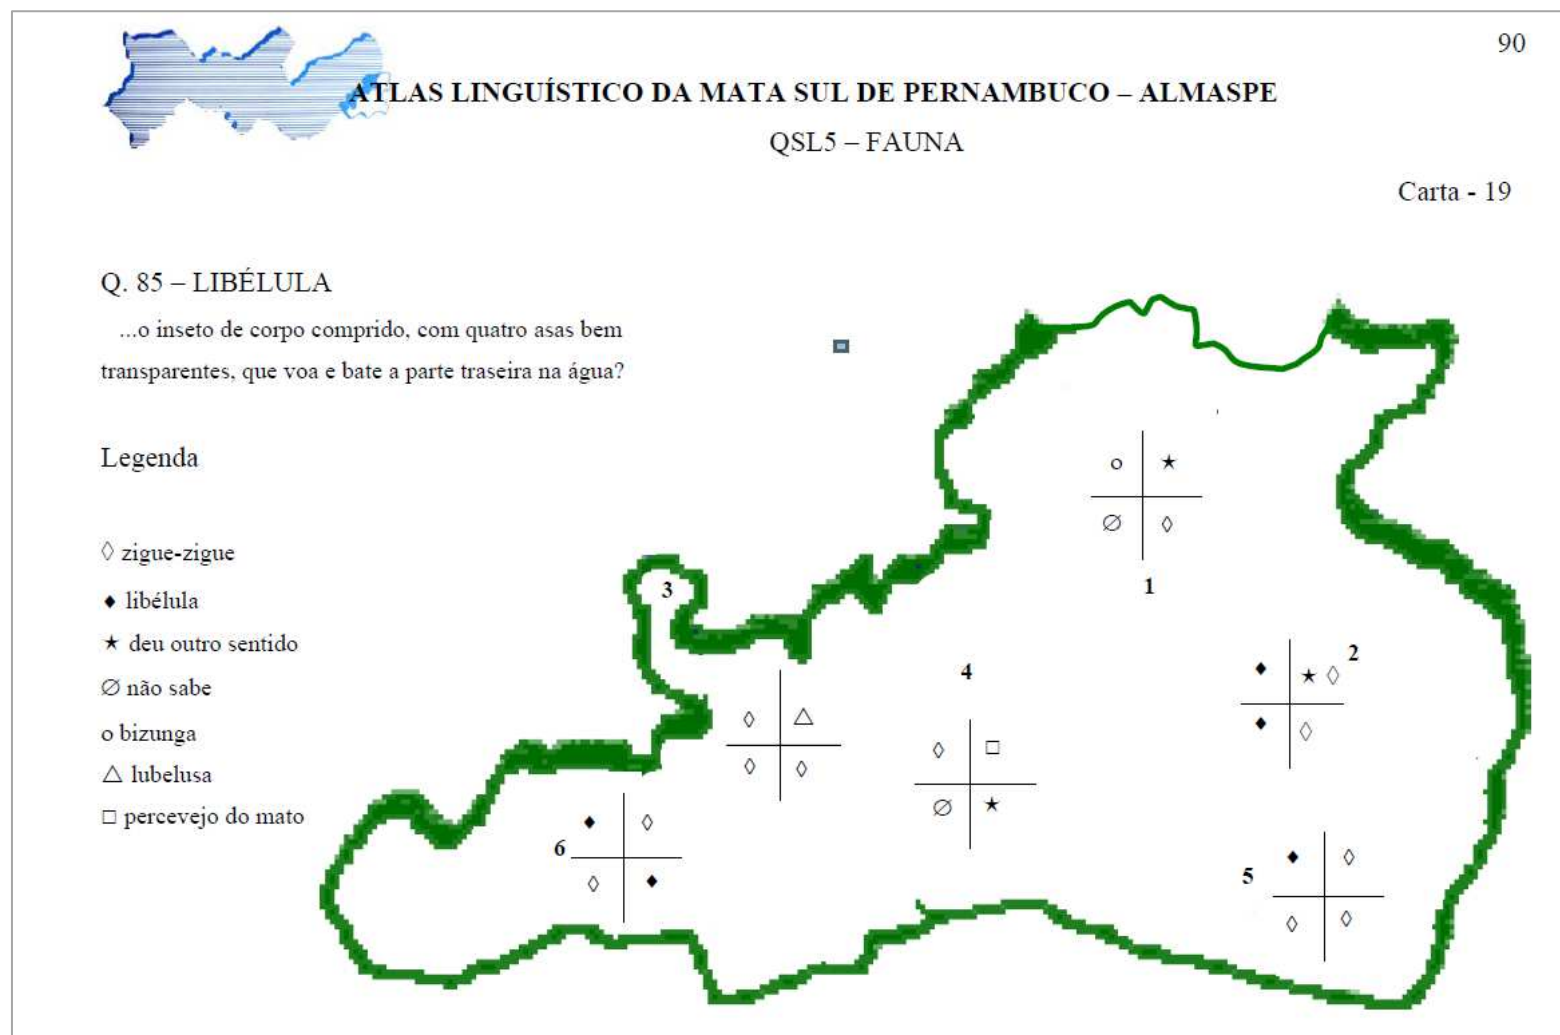 90
ATLAS LINGUÍSTICO DA MATA SUL DE PERNAMBUCO – ALMASPE
QSL5 – FAUNA
Carta - 19
Q. 85 – LIBÉLULA
...o inseto de corpo comprido, com quatro asas bem
transparentes, que voa e bate a parte traseira na água?
Legenda
◊ zigue-zigue
♦ libélula
★ deu outro sentido
∅ não sabe
o bizunga
△ lubelusa
□ percevejo do mato
o ★
∅ ◊
1
3
2
♦ ★ ◊
♦ ◊
4
◊ △
◊ ◊
◊ □
∅ ★
6
♦ ◊
◊ ♦
5
♦ ◊
◊ ◊